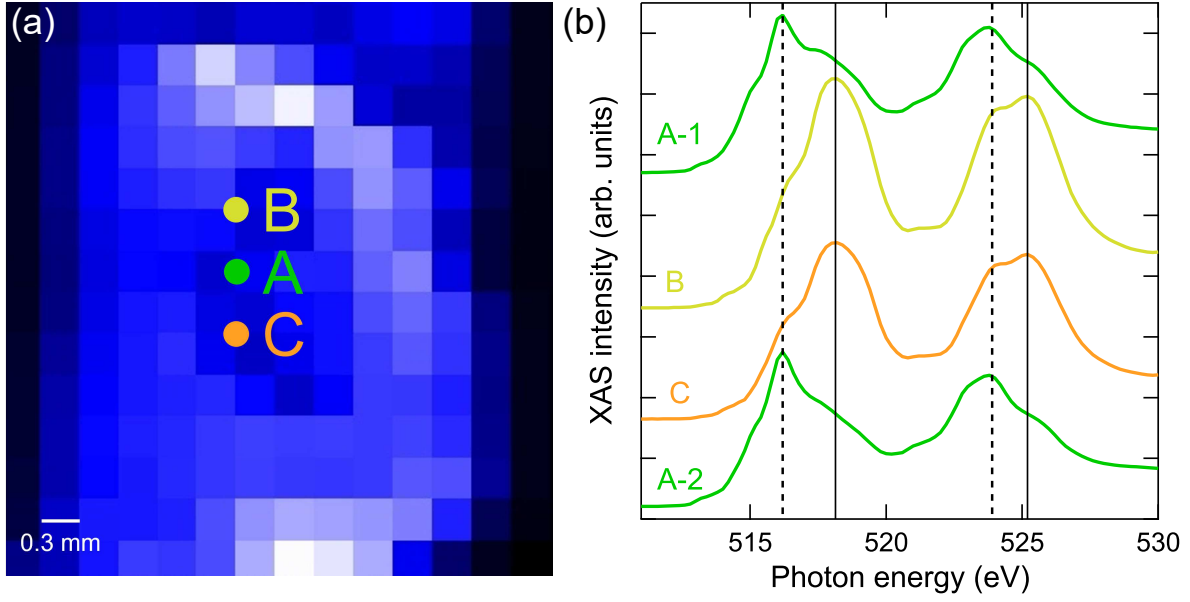 (a)
B
A
C
0.3 mm
(b)
XAS intensity (arb. units)
A-1
B
C
A-2
515
520
525
530
Photon energy (eV)